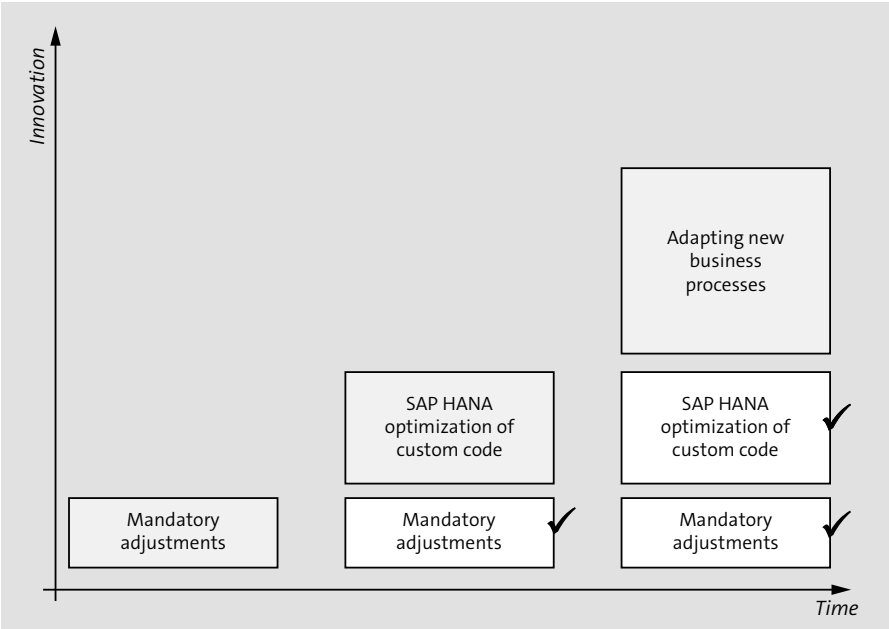 Innovation
Adapting new
business
processes
SAP HANA
optimization of
custom code
SAP HANA
optimization of
custom code
Mandatory
adjustments
Mandatory
adjustments
Mandatory
adjustments
Time